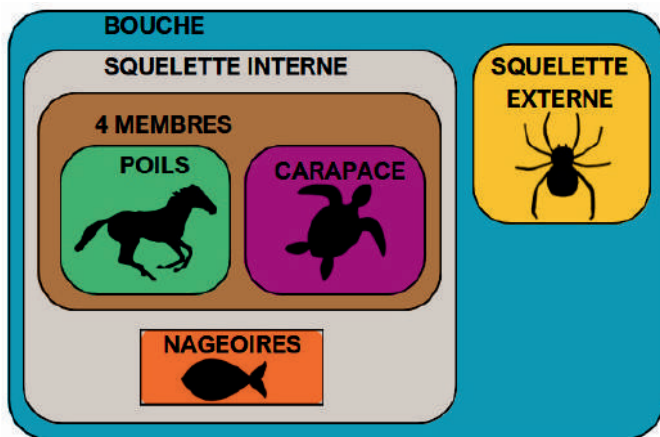 BOUCHE
SQUELETTE INTERNE
4 MEMBRES
POILS
CARAPACE
NAGEOIRES
SQUELETTE
EXTERNE